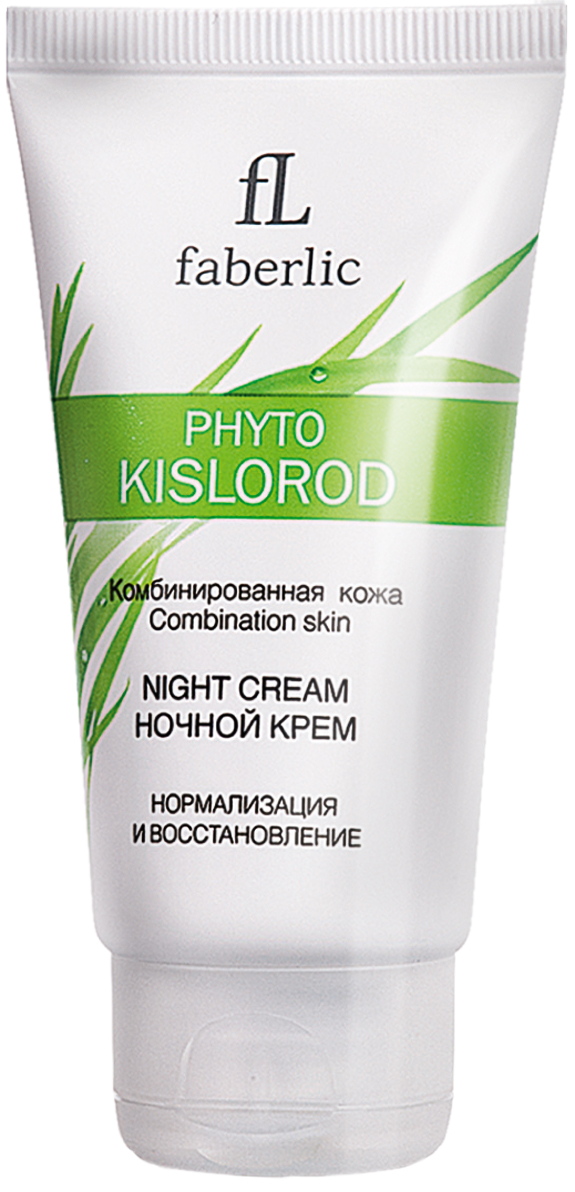 fL
faberlic
PHYTO
KISLOROD
Комбинированная кожа
Combination skin
NIGHT CREAM
НОЧНОЙ КРЕМ
НОРМАЛИЗАЦИЯ
И ВОССТАНОВЛЕНИЕ